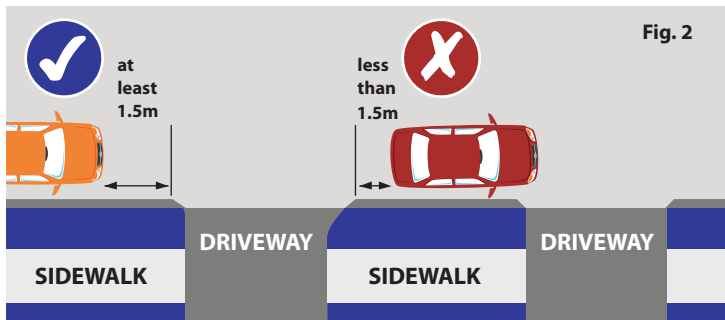 Fig. 2
at
least
1.5m
less
than
1.5m
DRIVEWAY
DRIVEWAY
SIDEWALK
SIDEWALK